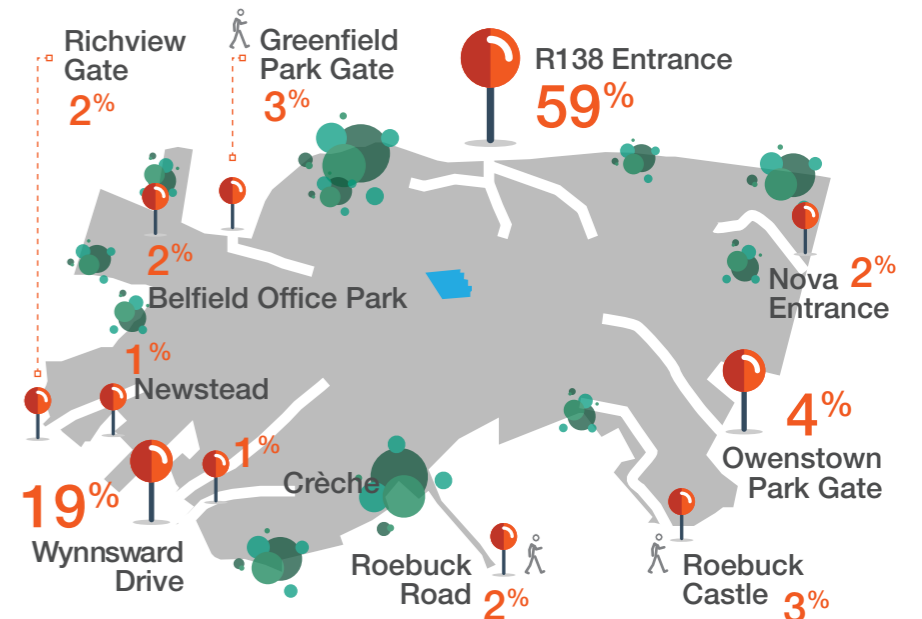 Richview
Gate
2%
Greenfield
Park Gate
3%
R138 Entrance
59%
2%
Belfield Office Park
Nova 2%
Entrance
1%
Newstead
4%
Owenstown
Park Gate
1%
Crèche
19%
Wynnsward
Drive
Roebuck
Road 2%
Roebuck
Castle 3%